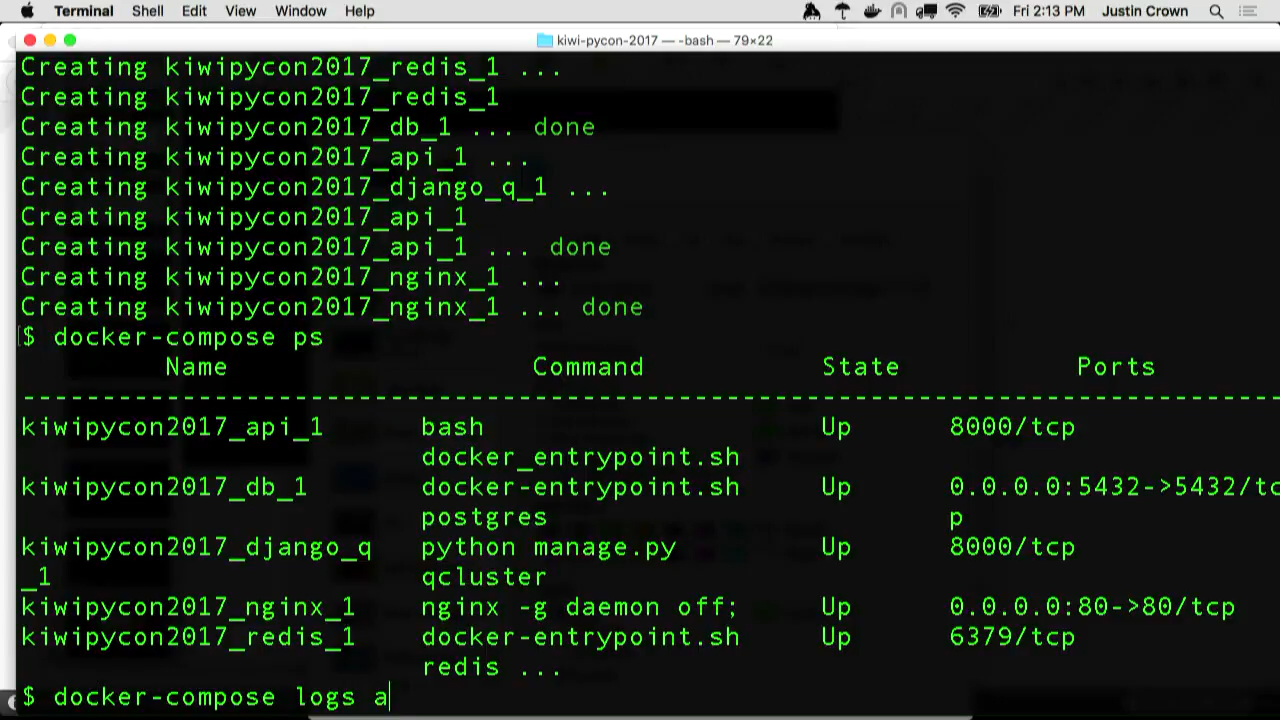 Terminal Shell Edit View Window Help Fri 2:13 PM Justin Crown
kiwi-pycon-2017 — -bash — 79×22
Creating kiwipycon2017_redis_1 ...
Creating kiwipycon2017_redis_1
Creating kiwipycon2017_db_1 ... done
Creating kiwipycon2017_api_1 ...
Creating kiwipycon2017_django_q_1 ...
Creating kiwipycon2017_api_1
Creating kiwipycon2017_api_1 ... done
Creating kiwipycon2017_nginx_1 ...
Creating kiwipycon2017_nginx_1 ... done
$ docker-compose ps
Name Command State Ports
--------------------------------------------------------------------------------
kiwipycon2017_api_1 bash Up 8000/tcp
docker_entrypoint.sh
kiwipycon2017_db_1 docker-entrypoint.sh Up 0.0.0.0:5432->5432/tc
postgres p
kiwipycon2017_django_q python manage.py Up 8000/tcp
_1 qcluster
kiwipycon2017_nginx_1 nginx -g daemon off; Up 0.0.0.0:80->80/tcp
kiwipycon2017_redis_1 docker-entrypoint.sh Up 6379/tcp
redis ...
$ docker-compose logs a